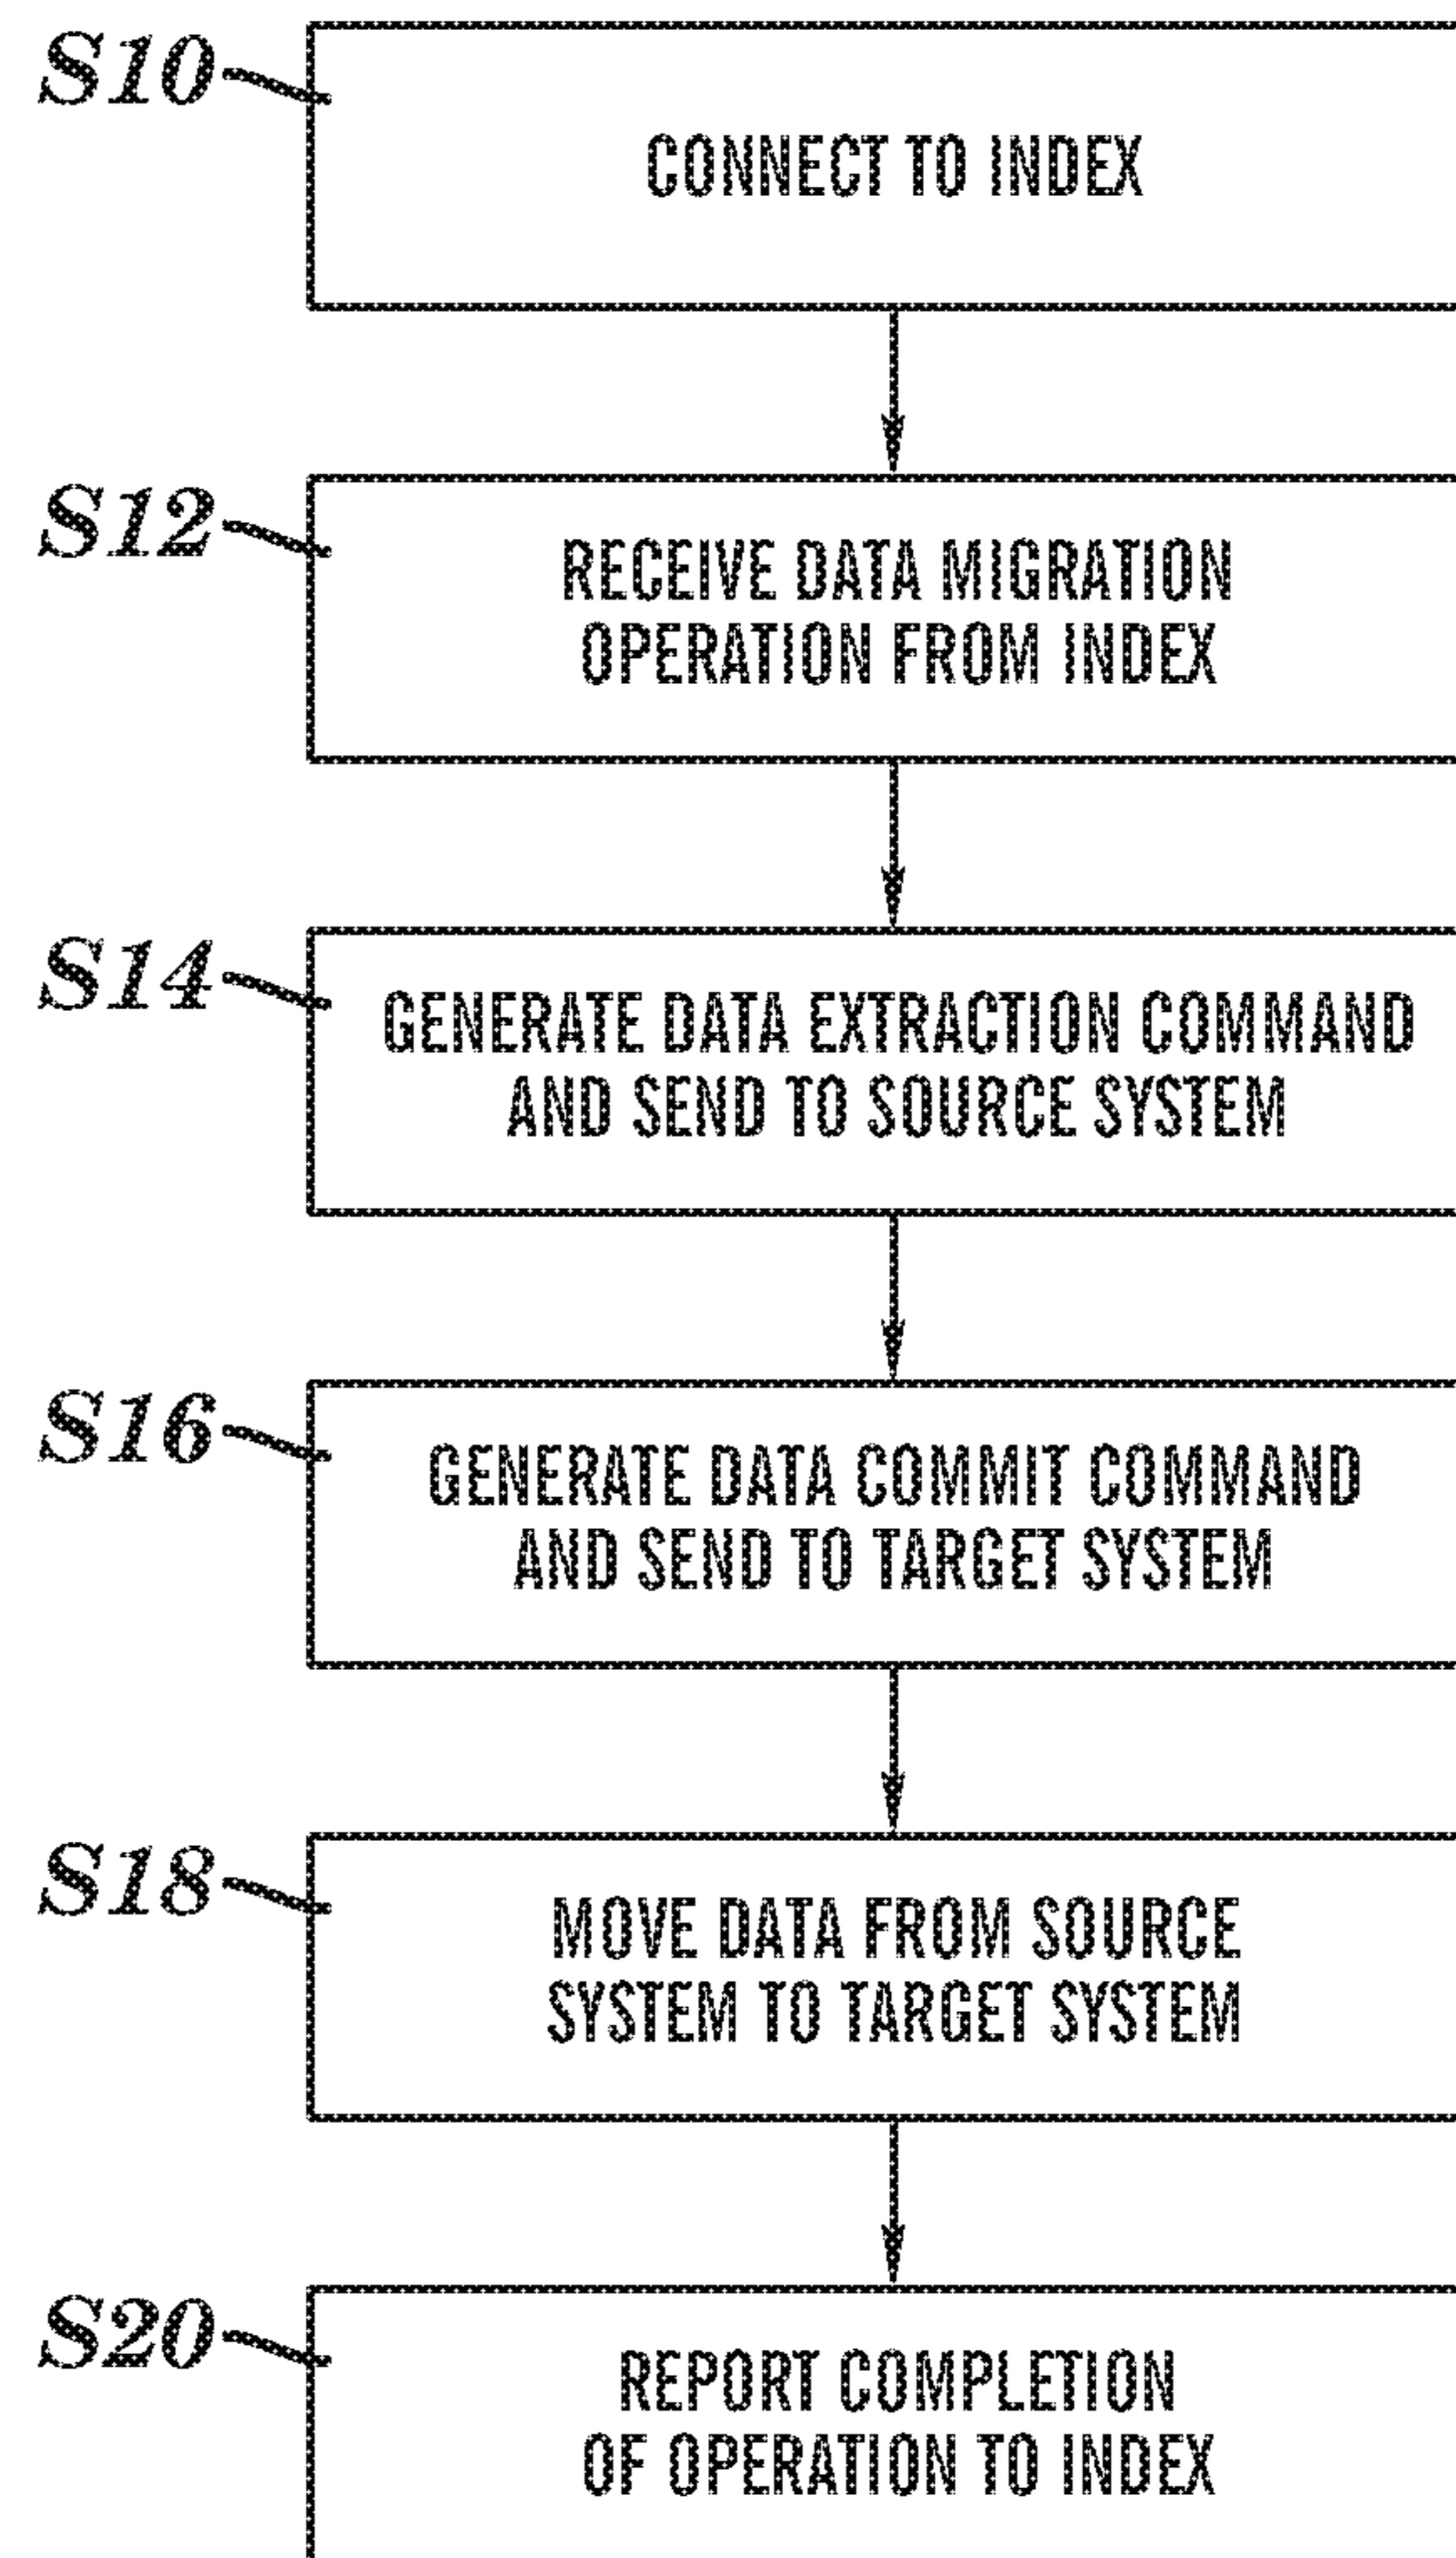 S10
CONNECT TO INDEX
S12
RECEIVE DATA MIGRATION
OPERATION FROM INDEX
S14
GENERATE DATA EXTRACTION COMMAND
AND SEND TO SOURCE SYSTEM
S16
GENERATE DATA COMMIT COMMAND
AND SEND TO TARGET SYSTEM
S18
MOVE DATA FROM SOURCE
SYSTEM TO TARGET SYSTEM
S20
REPORT COMPLETION
OF OPERATION TO INDEX